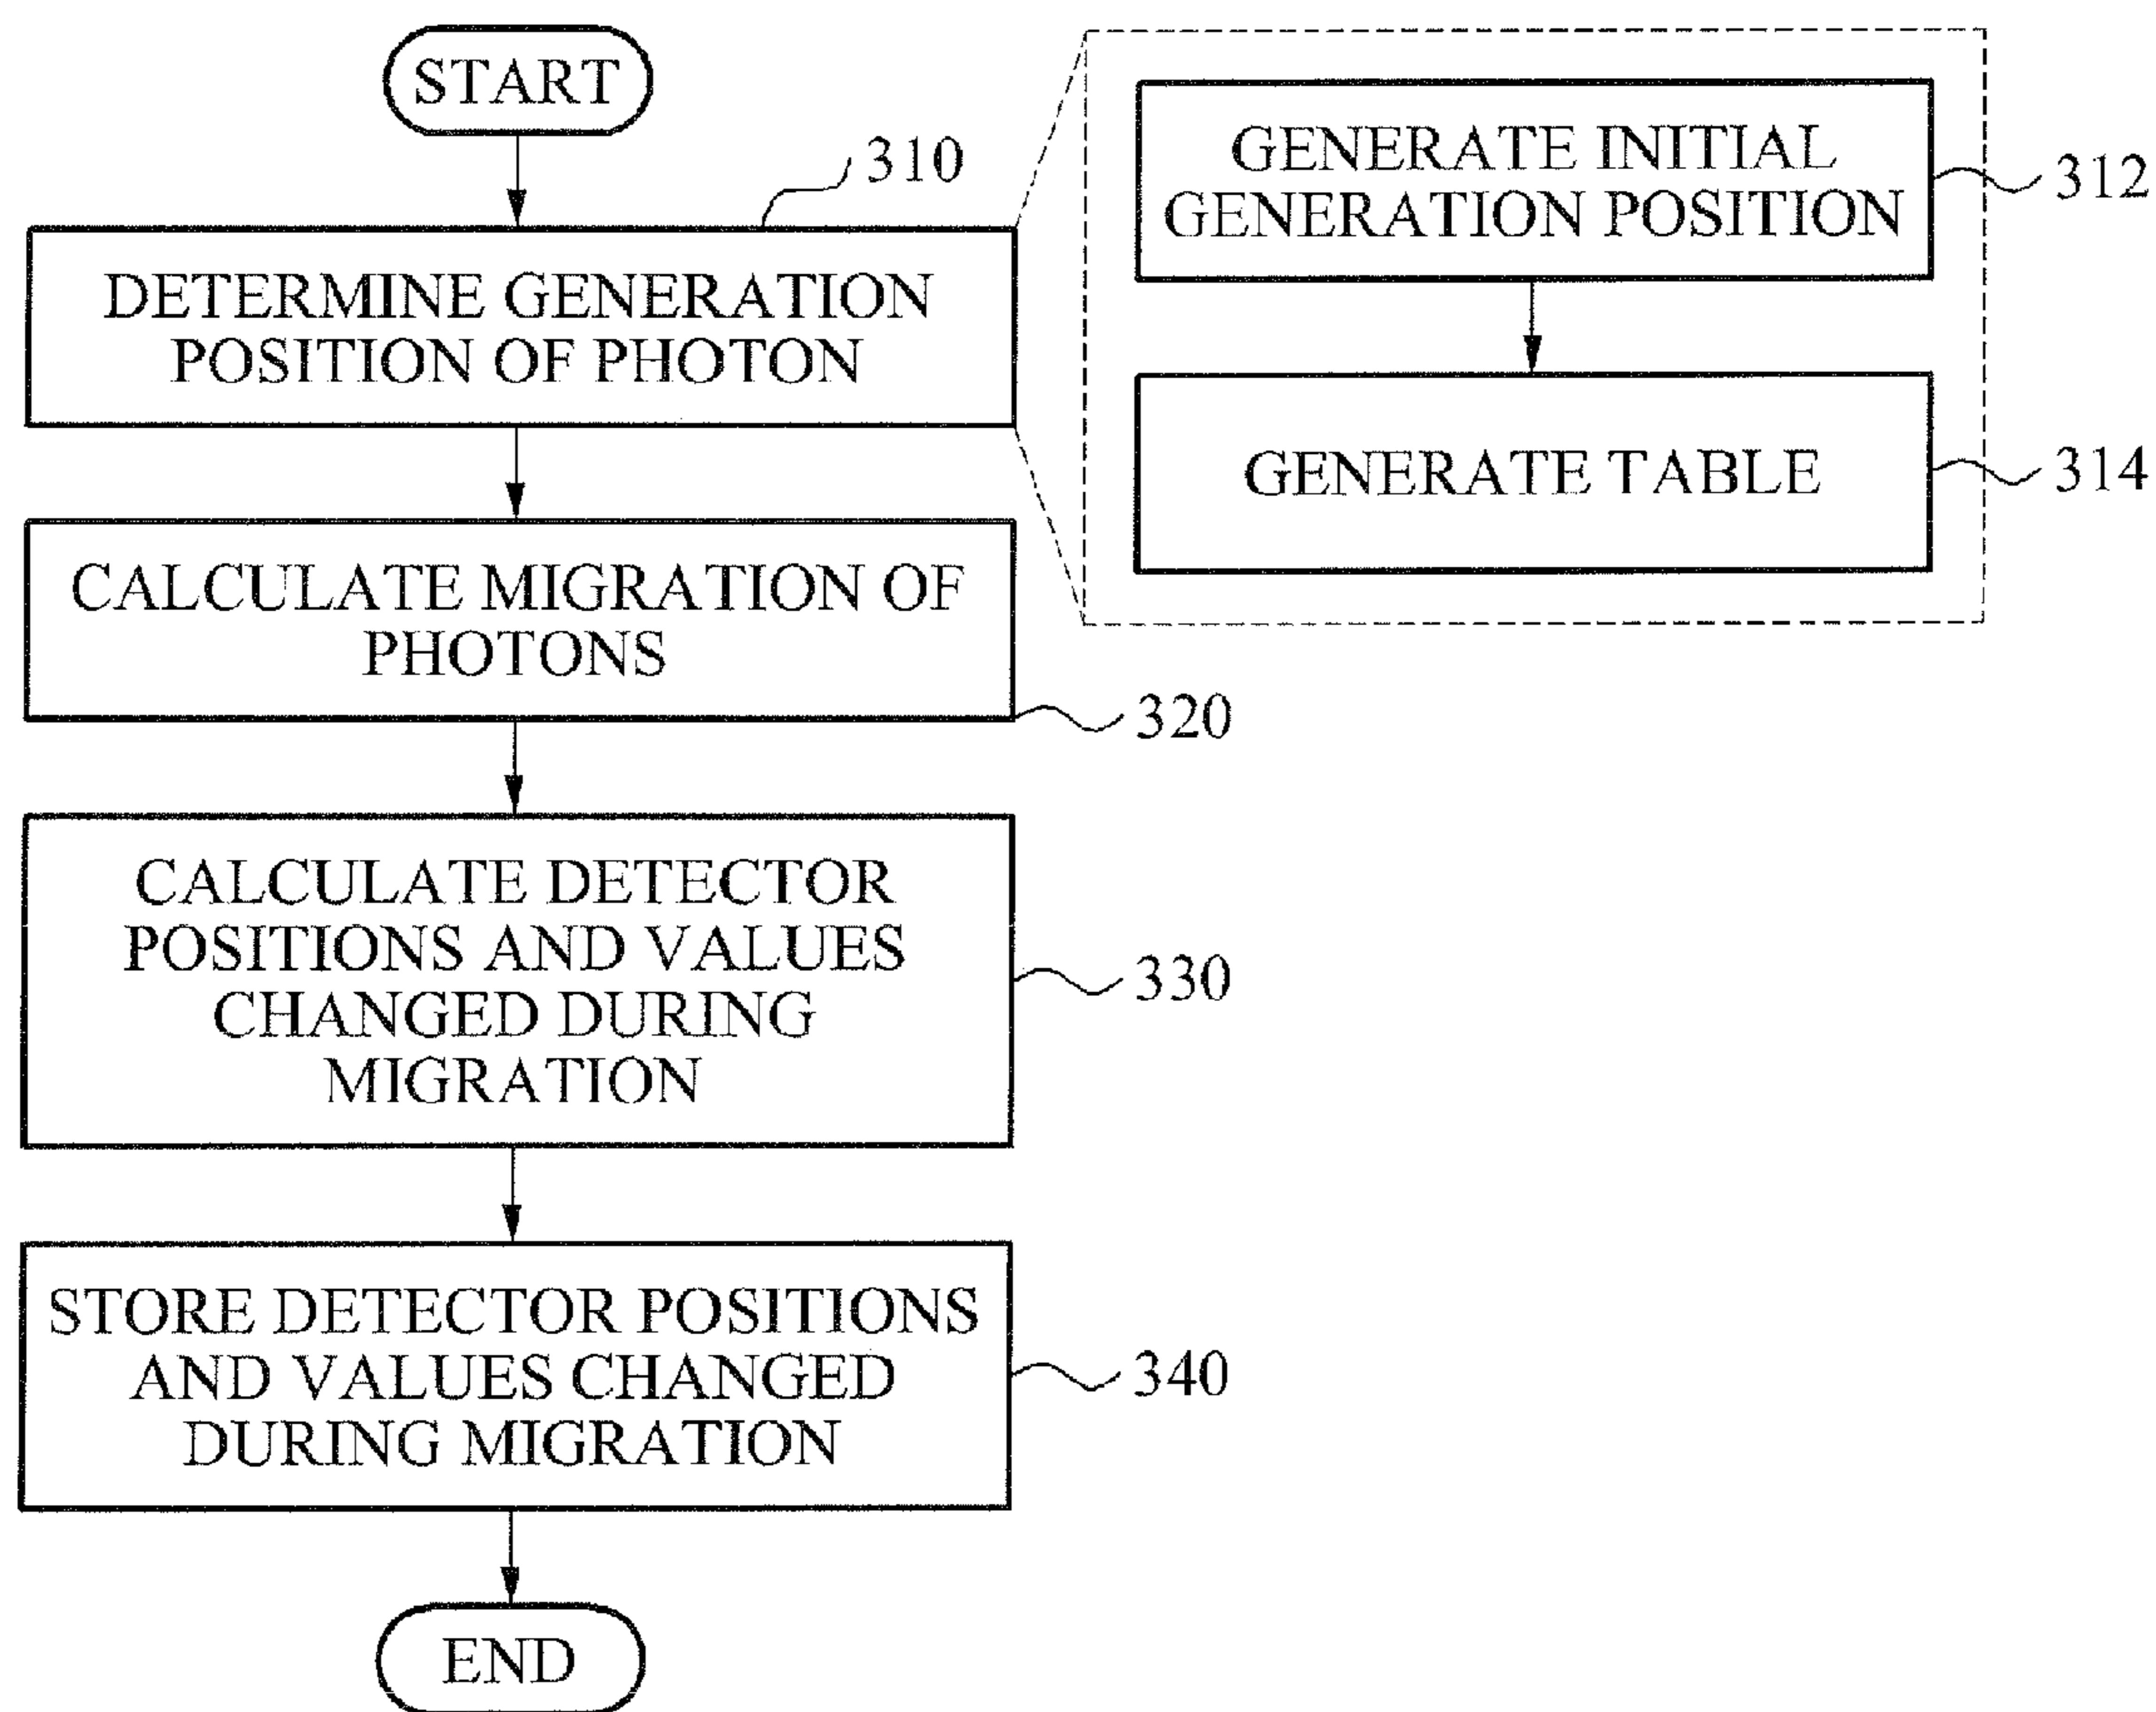 START
310
DETERMINE GENERATION
POSITION OF PHOTON
GENERATE INITIAL
GENERATION POSITION
312
GENERATE TABLE
314
CALCULATE MIGRATION OF
PHOTONS
320
CALCULATE DETECTOR
POSITIONS AND VALUES
CHANGED DURING
MIGRATION
330
STORE DETECTOR POSITIONS
AND VALUES CHANGED
DURING MIGRATION
340
END